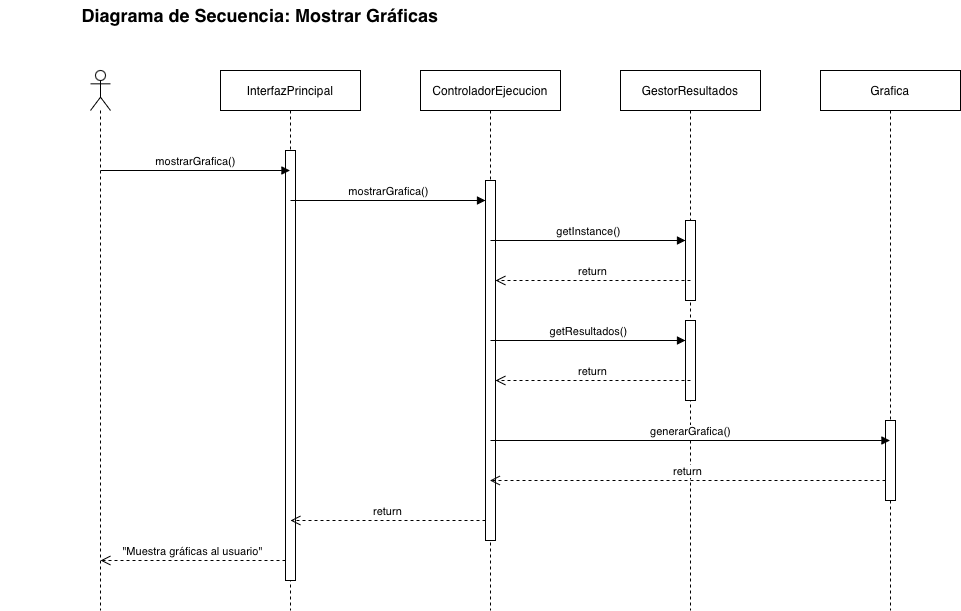 Diagrama de Secuencia: Mostrar Gráficas
InterfazPrincipal
ControladorEjecucion
GestorResultados
Grafica
mostrarGrafica()
mostrarGrafica()
getInstance()
return
getResultados()
return
generarGrafica()
return
return
"Muestra gráficas al usuario"